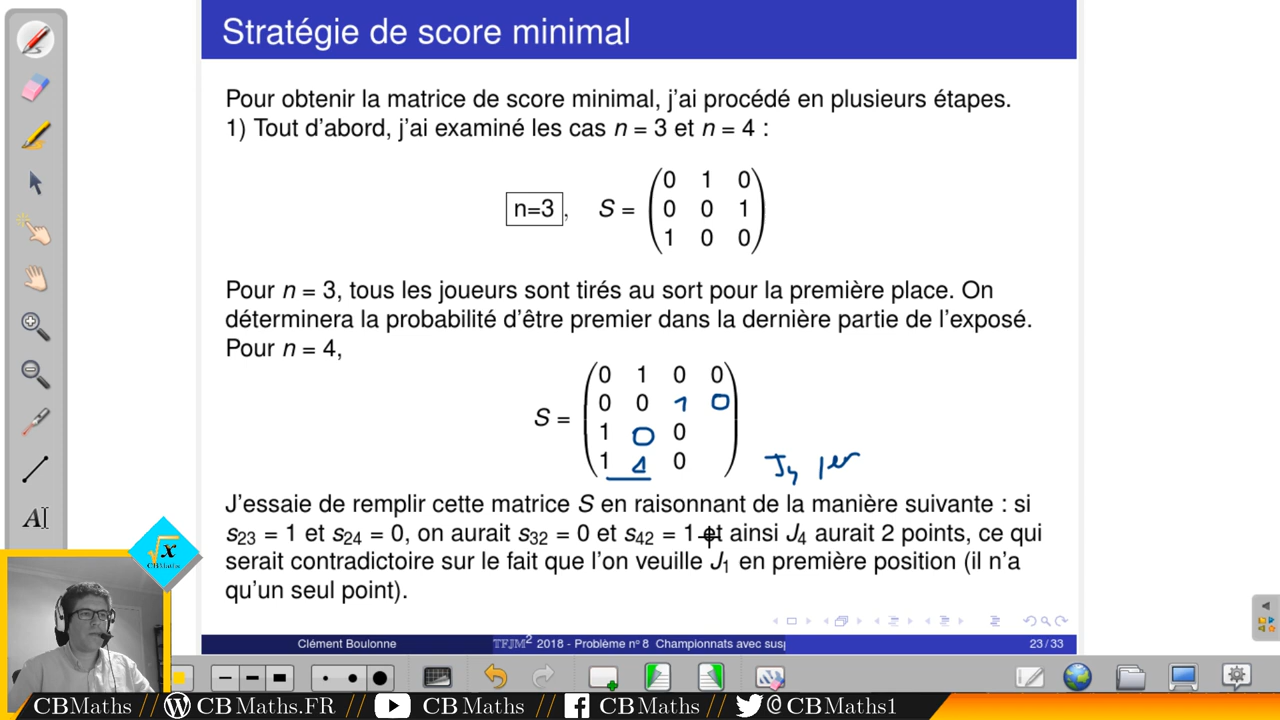 Stratégie de score minimal
Pour obtenir la matrice de score minimal, j'ai procédé en plusieurs étapes.
1) Tout d'abord, j'ai examiné les cas n = 3 et n = 4 :
0 1 0
n=3, S = 0 0 1
1 0 0
Pour n = 3, tous les joueurs sont tirés au sort pour la première place. On
déterminera la probabilité d'être premier dans la dernière partie de l'exposé.
Pour n = 4,
0 1 0 0
0 0 1 0
S =
1 0 0
1 1 0
J4 1er
J'essaie de remplir cette matrice S en raisonnant de la manière suivante : si
s23 = 1 et s24 = 0, on aurait s32 = 0 et s42 = 1 et ainsi J4 aurait 2 points, ce qui
serait contradictoire sur le fait que l'on veuille J1 en première position (il n'a
qu'un seul point).
Clément Boulonne TFJM2 2018 - Problème no 8 Championnats avec susp 23 / 33
A
√x
CBMaths
CBMaths CBMaths.FR CBMaths CBMaths @CBMaths1